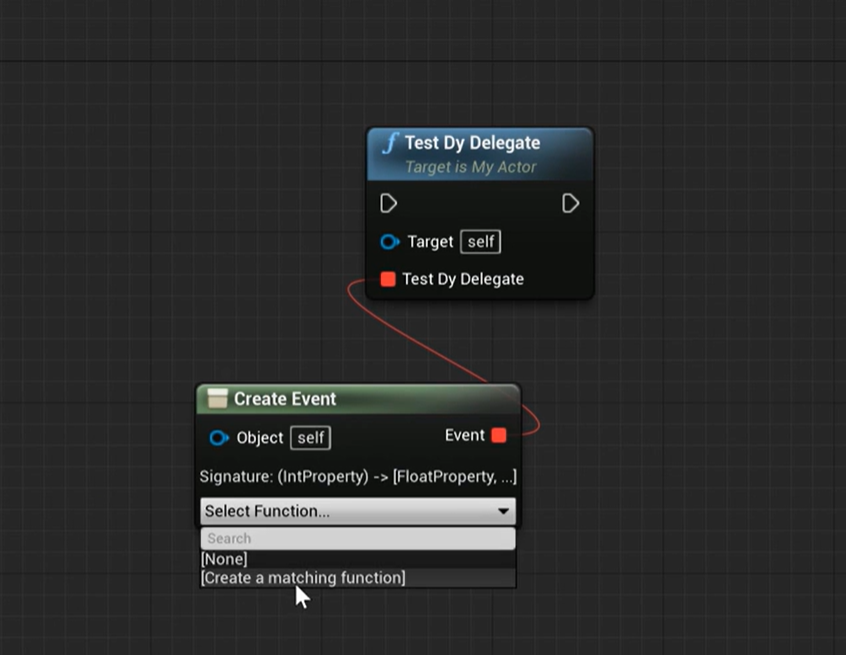 f Test Dy Delegate
Target is My Actor
Target self
Test Dy Delegate
Create Event
Object self
Event
Signature: (IntProperty) -> [FloatProperty, ...]
Select Function...
Search
[None]
[Create a matching function]